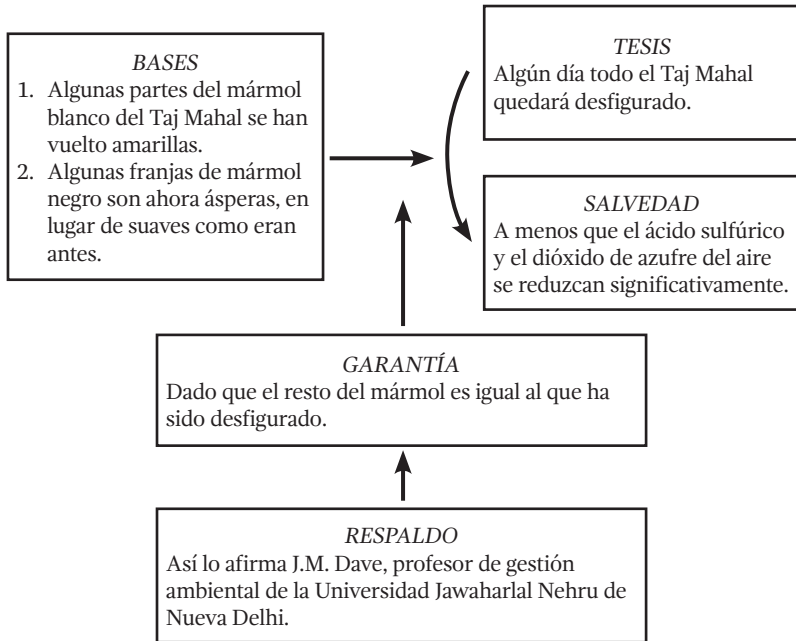 BASES
1. Algunas partes del mármol
blanco del Taj Mahal se han
vuelto amarillas.
2. Algunas franjas de mármol
negro son ahora ásperas, en
lugar de suaves como eran
antes.
TESIS
Algún día todo el Taj Mahal
quedará desfigurado.
SALVEDAD
A menos que el ácido sulfúrico
y el dióxido de azufre del aire
se reduzcan significativamente.
GARANTÍA
Dado que el resto del mármol es igual al que ha
sido desfigurado.
RESPALDO
Así lo afirma J.M. Dave, profesor de gestión
ambiental de la Universidad Jawaharlal Nehru de
Nueva Delhi.